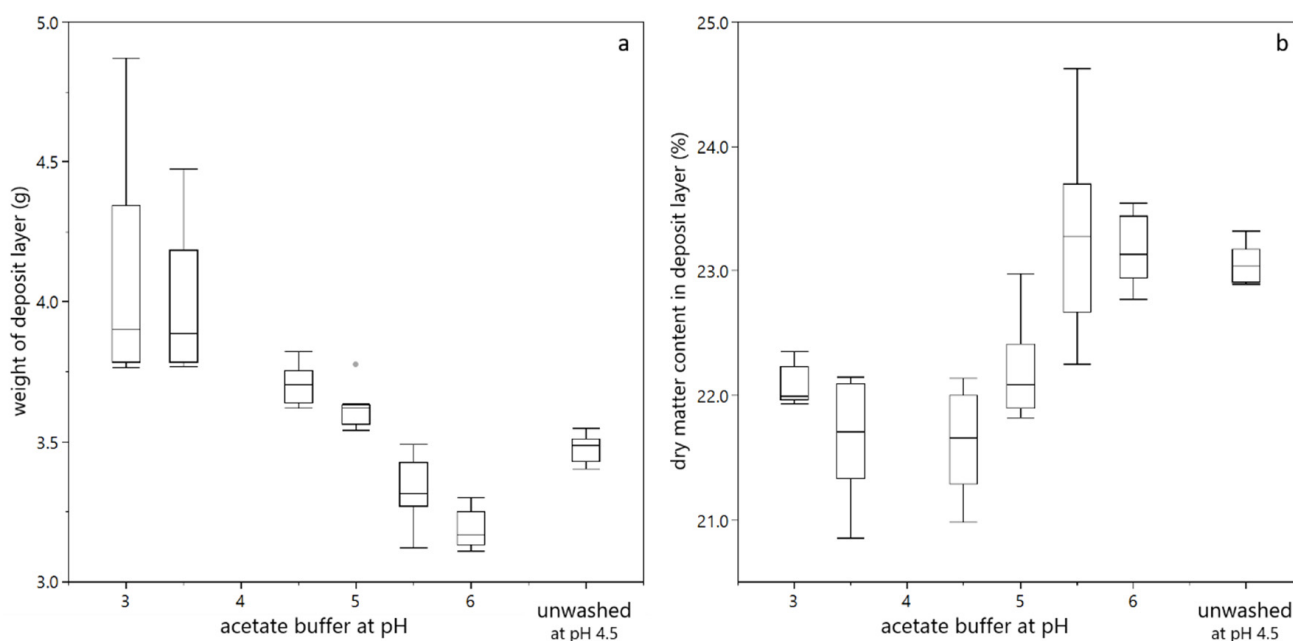 a
5.0
4.5
4.0
3.5
3.0
weight of deposit layer (g)
3 4 5 6 unwashed
acetate buffer at pH at pH 4.5
b
25.0
24.0
23.0
22.0
21.0
dry matter content in deposit layer (%)
3 4 5 6 unwashed
acetate buffer at pH at pH 4.5